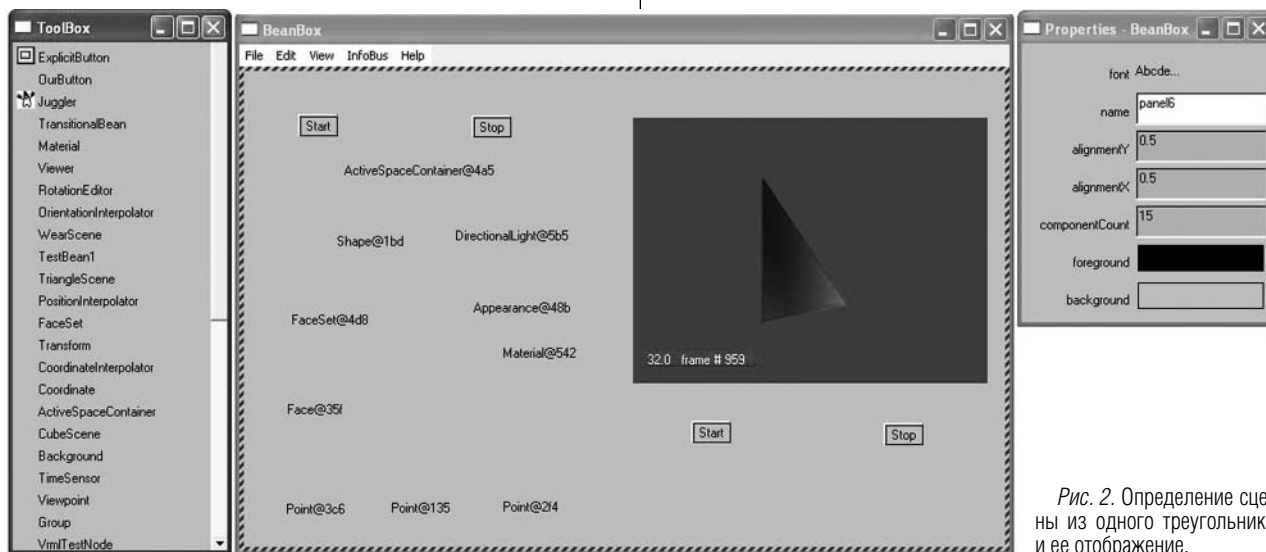 ToolBox
ExplicitButton
OurButton
Juggler
TransitionalBean
Material
Viewer
RotationEditor
OrientationInterpolator
WearScene
TestBean1
TriangleScene
PositionInterpolator
FaceSet
Transform
CoordinateInterpolator
Coordinate
ActiveSpaceContainer
CubeScene
Background
TimeSensor
Viewpoint
Group
VrmlTestNode
BeanBox
File Edit View InfoBus Help
Start Stop
ActiveSpaceContainer@4a5
Shape@1bd DirectionalLight@5b5
FaceSet@4d8 Appearance@48b
Material@542
32.0 frame # 959
Face@35f
Start Stop
Point@3c6 Point@135 Point@2f4
Properties - BeanBox
font Abcde...
name panel6
alignmentY 0.5
alignmentX 0.5
componentCount 15
foreground
background
Рис. 2. Определение сце-
ны из одного треугольник
и ее отображение.